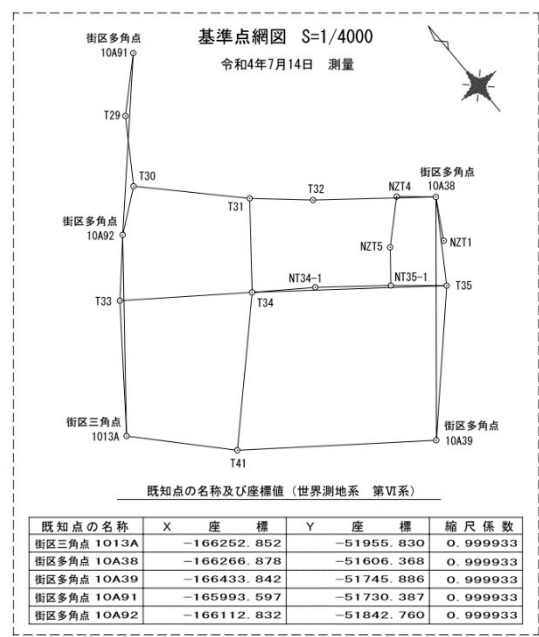 基準点網図 S=1/4000
令和4年7月14日 測量
街区多角点
10A91
T29
T30
街区多角点
10A92
T31
T32
NZT4
街区多角点
10A38
NZT5
NZT1
NT34-1
NT35-1
T33
T34
T35
街区三角点
1013A
T41
街区多角点
10A39
既知点の名称及び座標値（世界測地系 第Ⅵ系）
既知点の名称 X 座標 Y 座標 縮尺係数
街区三角点 1013A -166252.852 -51955.830 0.999933
街区多角点 10A38 -166266.878 -51606.368 0.999933
街区多角点 10A39 -166433.842 -51745.886 0.999933
街区多角点 10A91 -165993.597 -51730.387 0.999933
街区多角点 10A92 -166112.832 -51842.760 0.999933